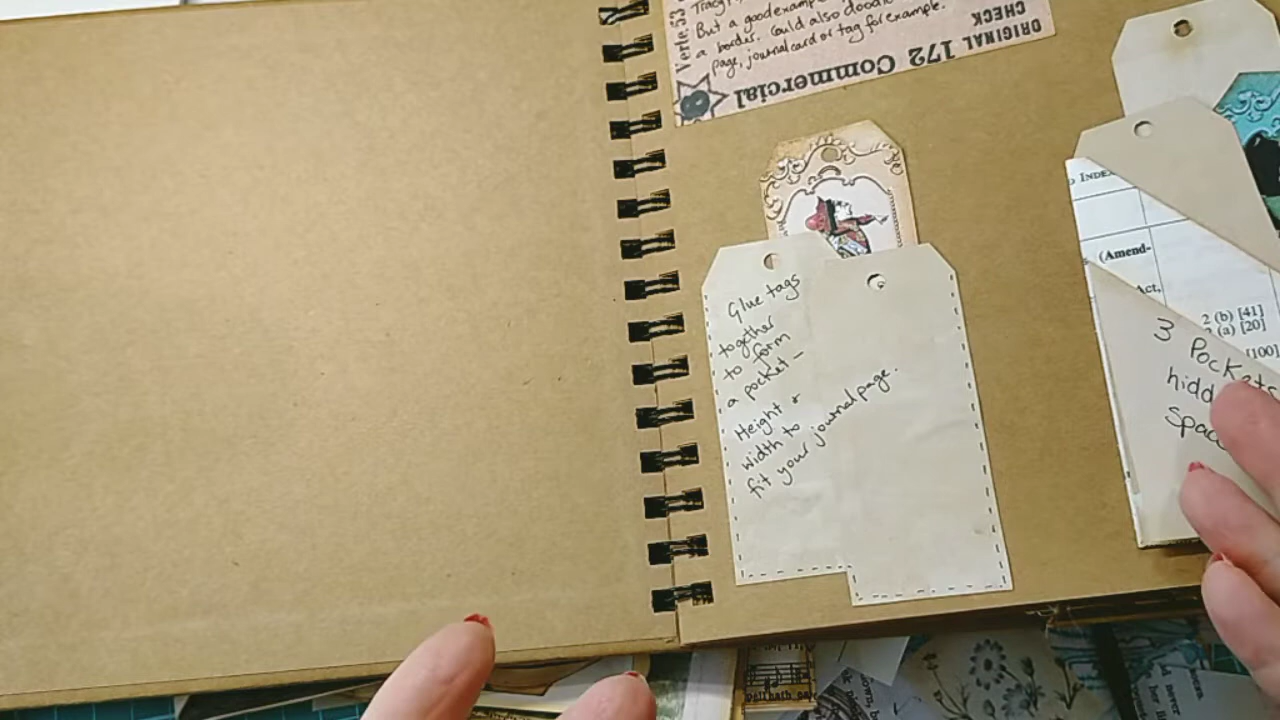 But a good example
a border. Could also doodle
page, journal card or tag for example.
ORIGINAL 172 Commercial
CHECK
Glue tags
together
to form
a pocket –
Height +
width to
fit your journal page.
(Amend-
Act,
2 (b) [41]
(a) [20]
[100]
3 Pockets
hidd
Spac